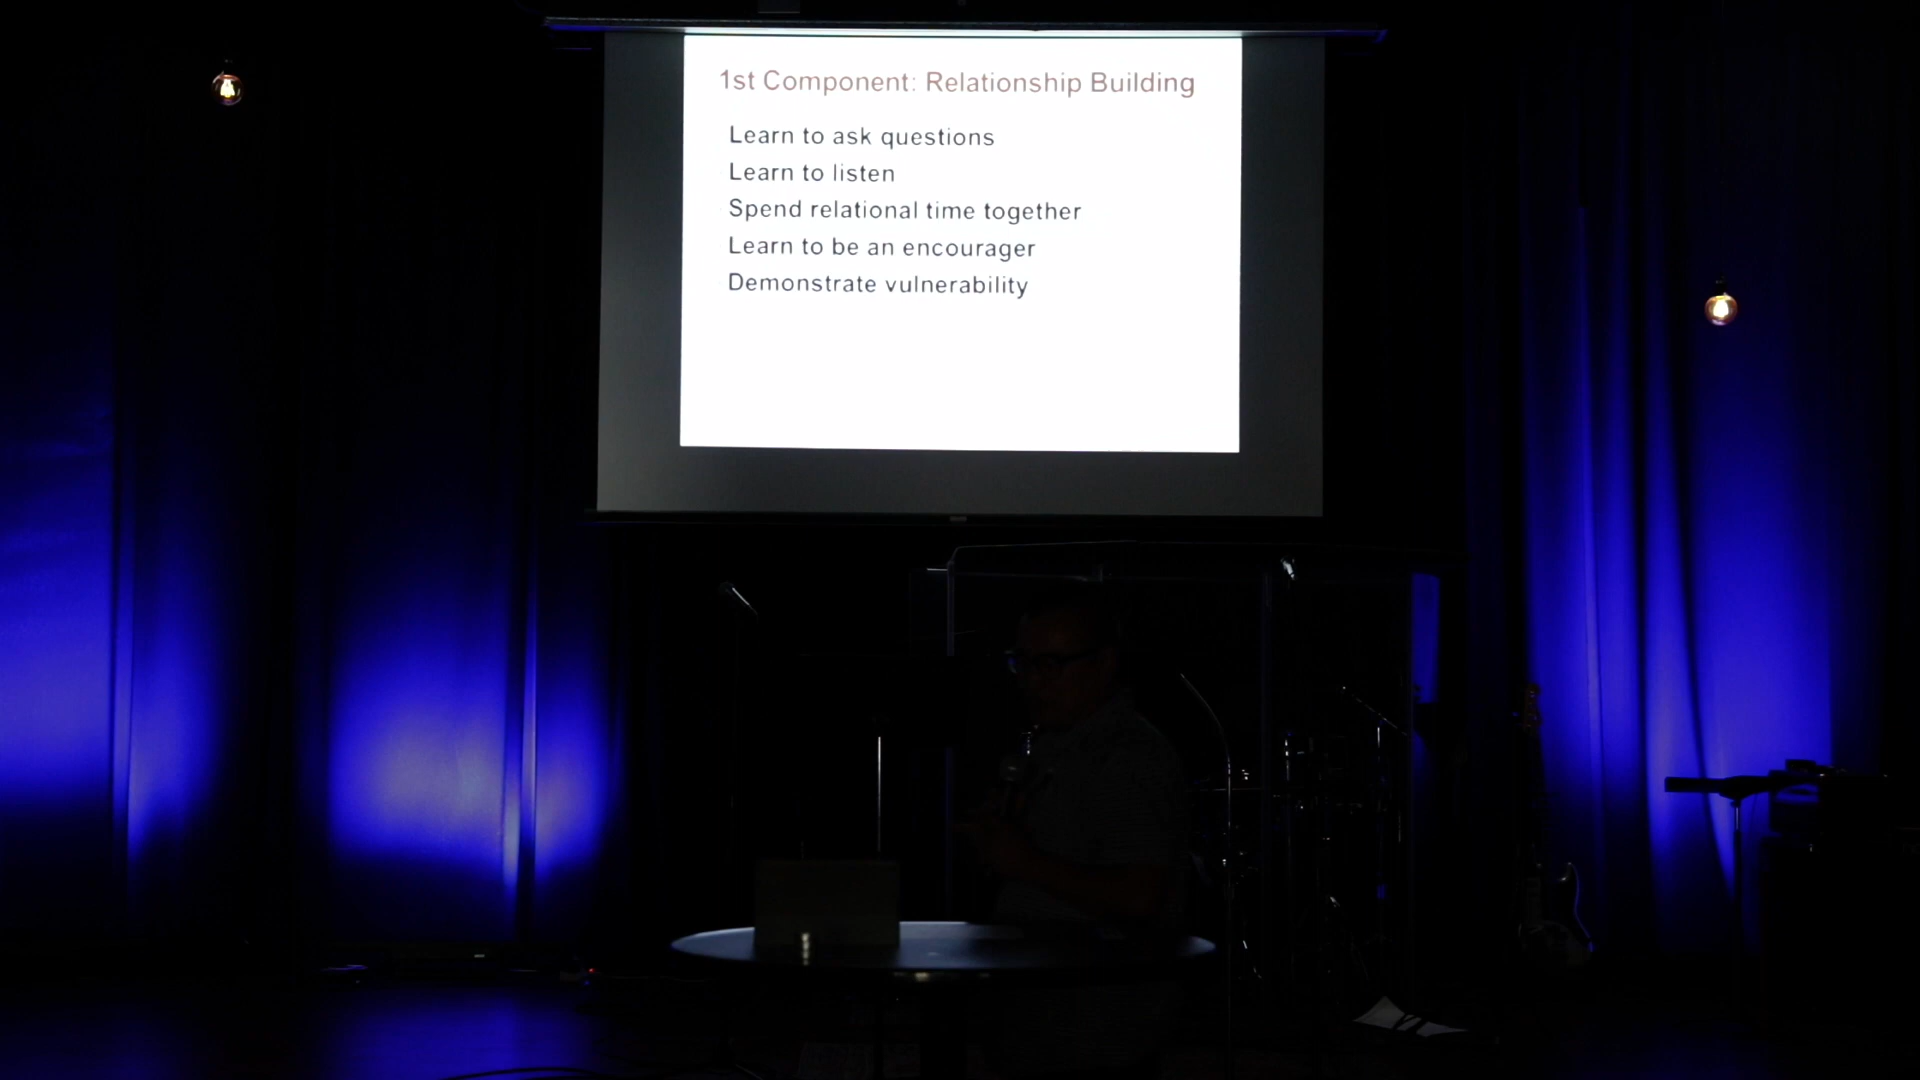 1st Component: Relationship Building
Learn to ask questions
Learn to listen
Spend relational time together
Learn to be an encourager
Demonstrate vulnerability